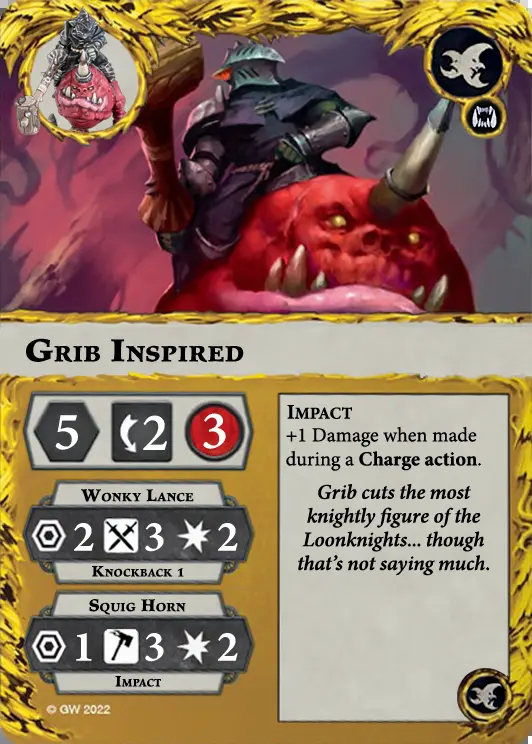 GRIB INSPIRED
5 2 3
WONKY LANCE
2 3 2
KNOCKBACK 1
SQUIG HORN
1 3 2
IMPACT
© GW 2022
IMPACT
+1 Damage when made
during a Charge action.
Grib cuts the most
knightly figure of the
Loonknights... though
that's not saying much.